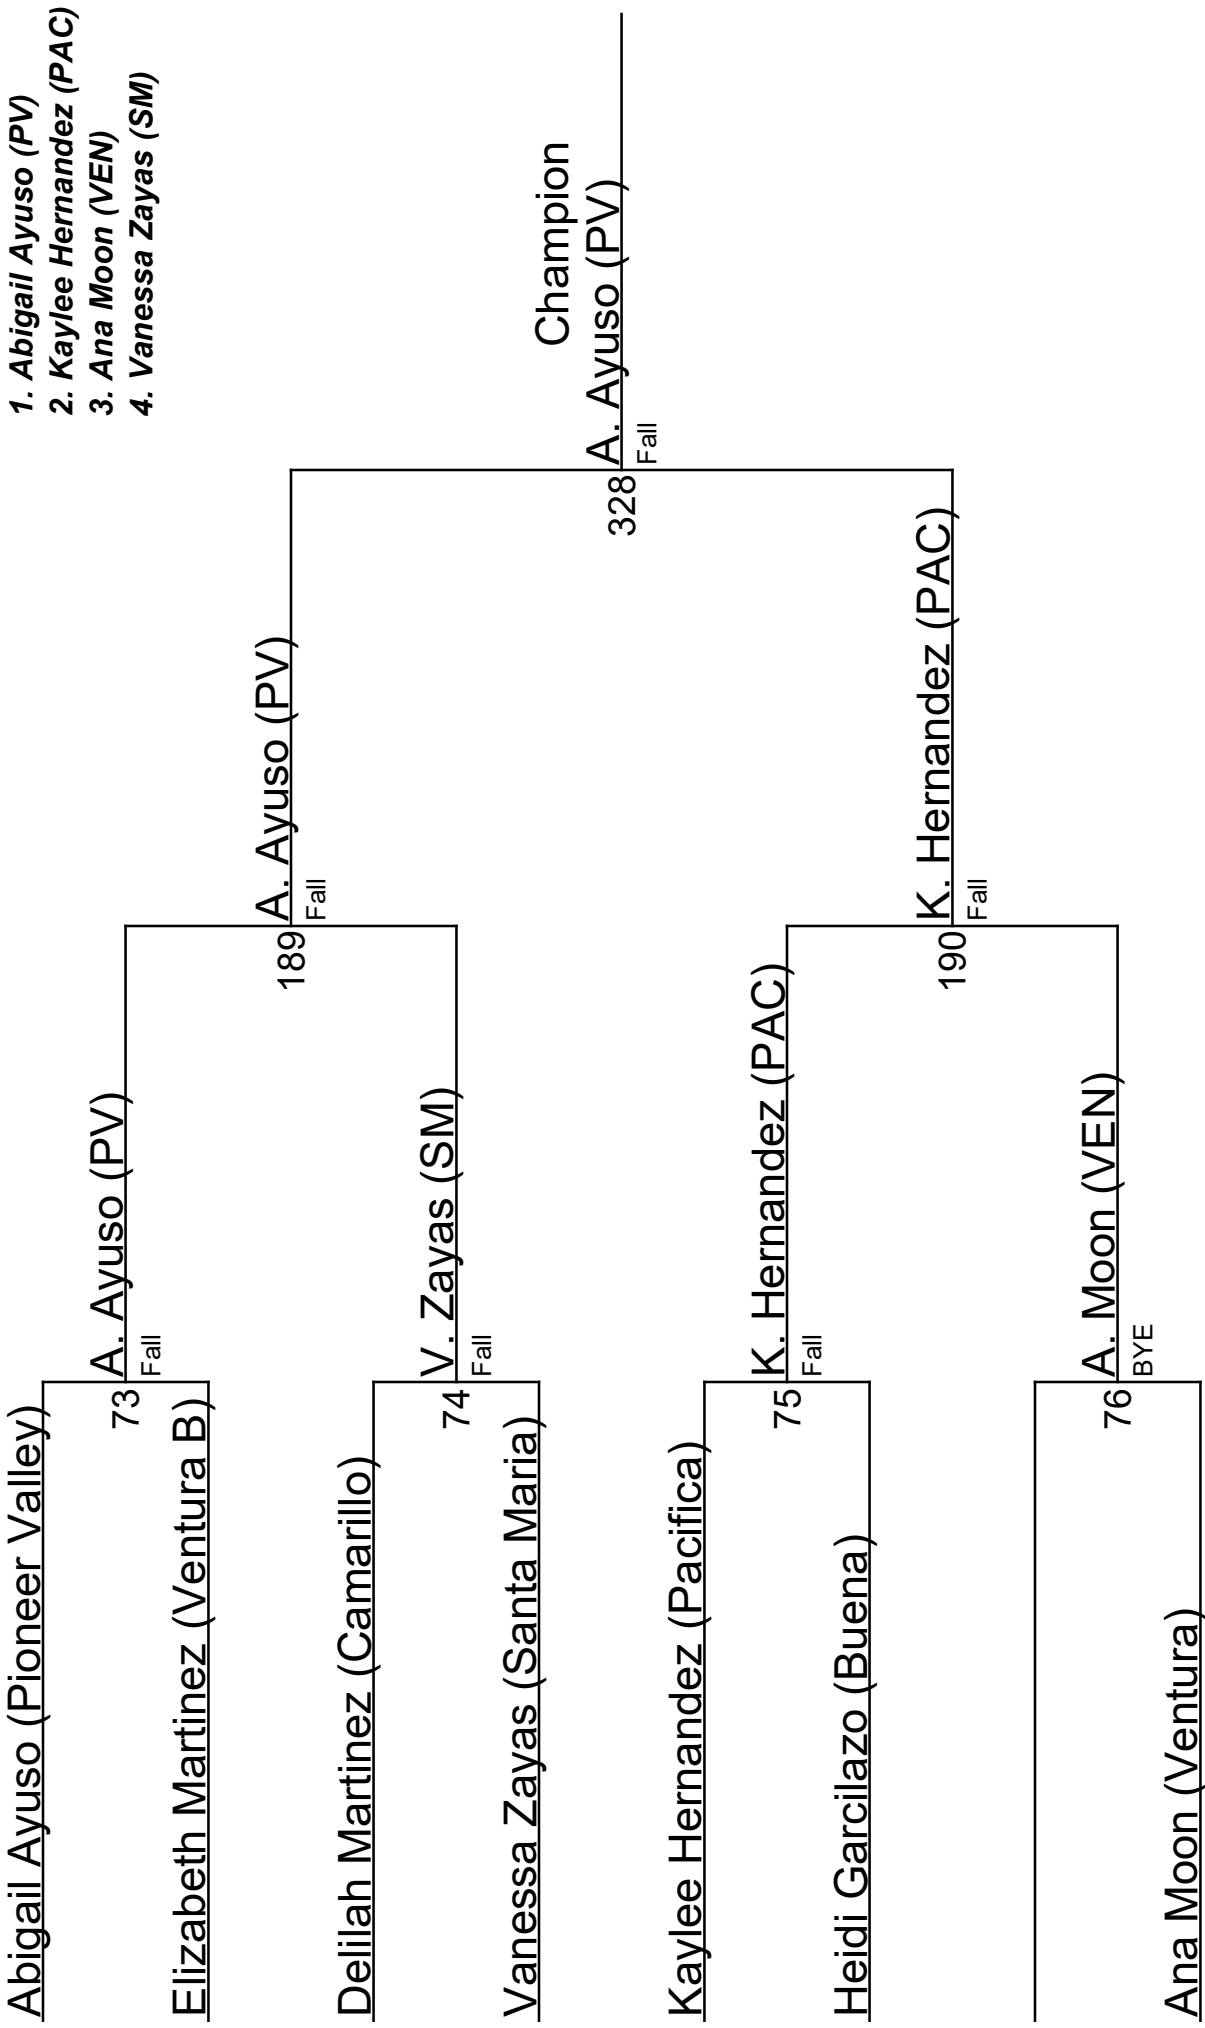 1. Abigail Ayuso (PV)
2. Kaylee Hernandez (PAC)
3. Ana Moon (VEN)
4. Vanessa Zayas (SM)
Abigail Ayuso (Pioneer Valley)
73
A. Ayuso (PV)
Fall
Elizabeth Martinez (Ventura B)
189
A. Ayuso (PV)
Fall
Delilah Martinez (Camarillo)
74
V. Zayas (SM)
Fall
Vanessa Zayas (Santa Maria)
328
Champion
A. Ayuso (PV)
Fall
Kaylee Hernandez (Pacifica)
75
K. Hernandez (PAC)
Fall
Heidi Garcilazo (Buena)
190
K. Hernandez (PAC)
Fall
76
A. Moon (VEN)
BYE
Ana Moon (Ventura)